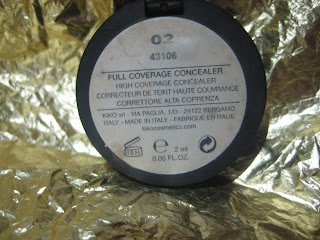 02
43106
FULL COVERAGE CONCEALER
HIGH COVERAGE CONCEALER
CORRECTEUR DE TEINT HAUTE COUVRANCE
CORRETTORE ALTA COPRENZA
KIKO srl - VIA PAGLIA, 1/D - 24122 BERGAMO
ITALY - MADE IN ITALY - FABRIQUÉ EN ITALIE
kikocosmetics.com
e 2 ml
0.06 FL.OZ.